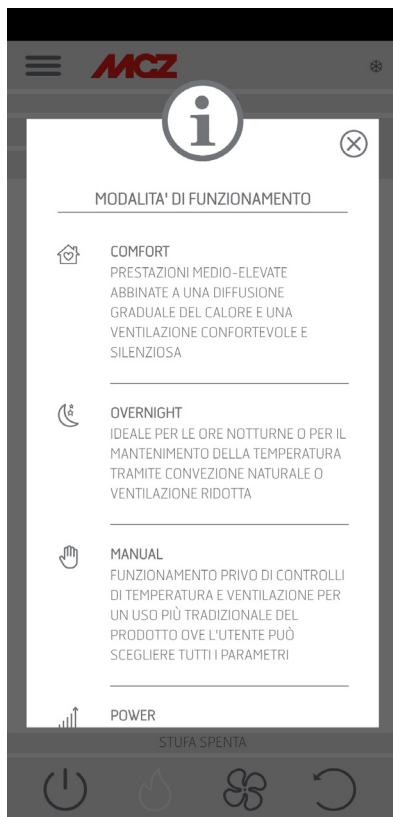 MCZ
MODALITA' DI FUNZIONAMENTO
COMFORT
PRESTAZIONI MEDIO-ELEVATE
ABBINATE A UNA DIFFUSIONE
GRADUALE DEL CALORE E UNA
VENTILAZIONE CONFORTEVOLE E
SILENZIOSA
OVERNIGHT
IDEALE PER LE ORE NOTTURNE O PER IL
MANTENIMENTO DELLA TEMPERATURA
TRAMITE CONVEZIONE NATURALE O
VENTILAZIONE RIDOTTA
MANUAL
FUNZIONAMENTO PRIVO DI CONTROLLI
DI TEMPERATURA E VENTILAZIONE PER
UN USO PIÙ TRADIZIONALE DEL
PRODOTTO OVE L'UTENTE PUÒ
SCEGLIERE TUTTI I PARAMETRI
POWER
STUFA SPENTA